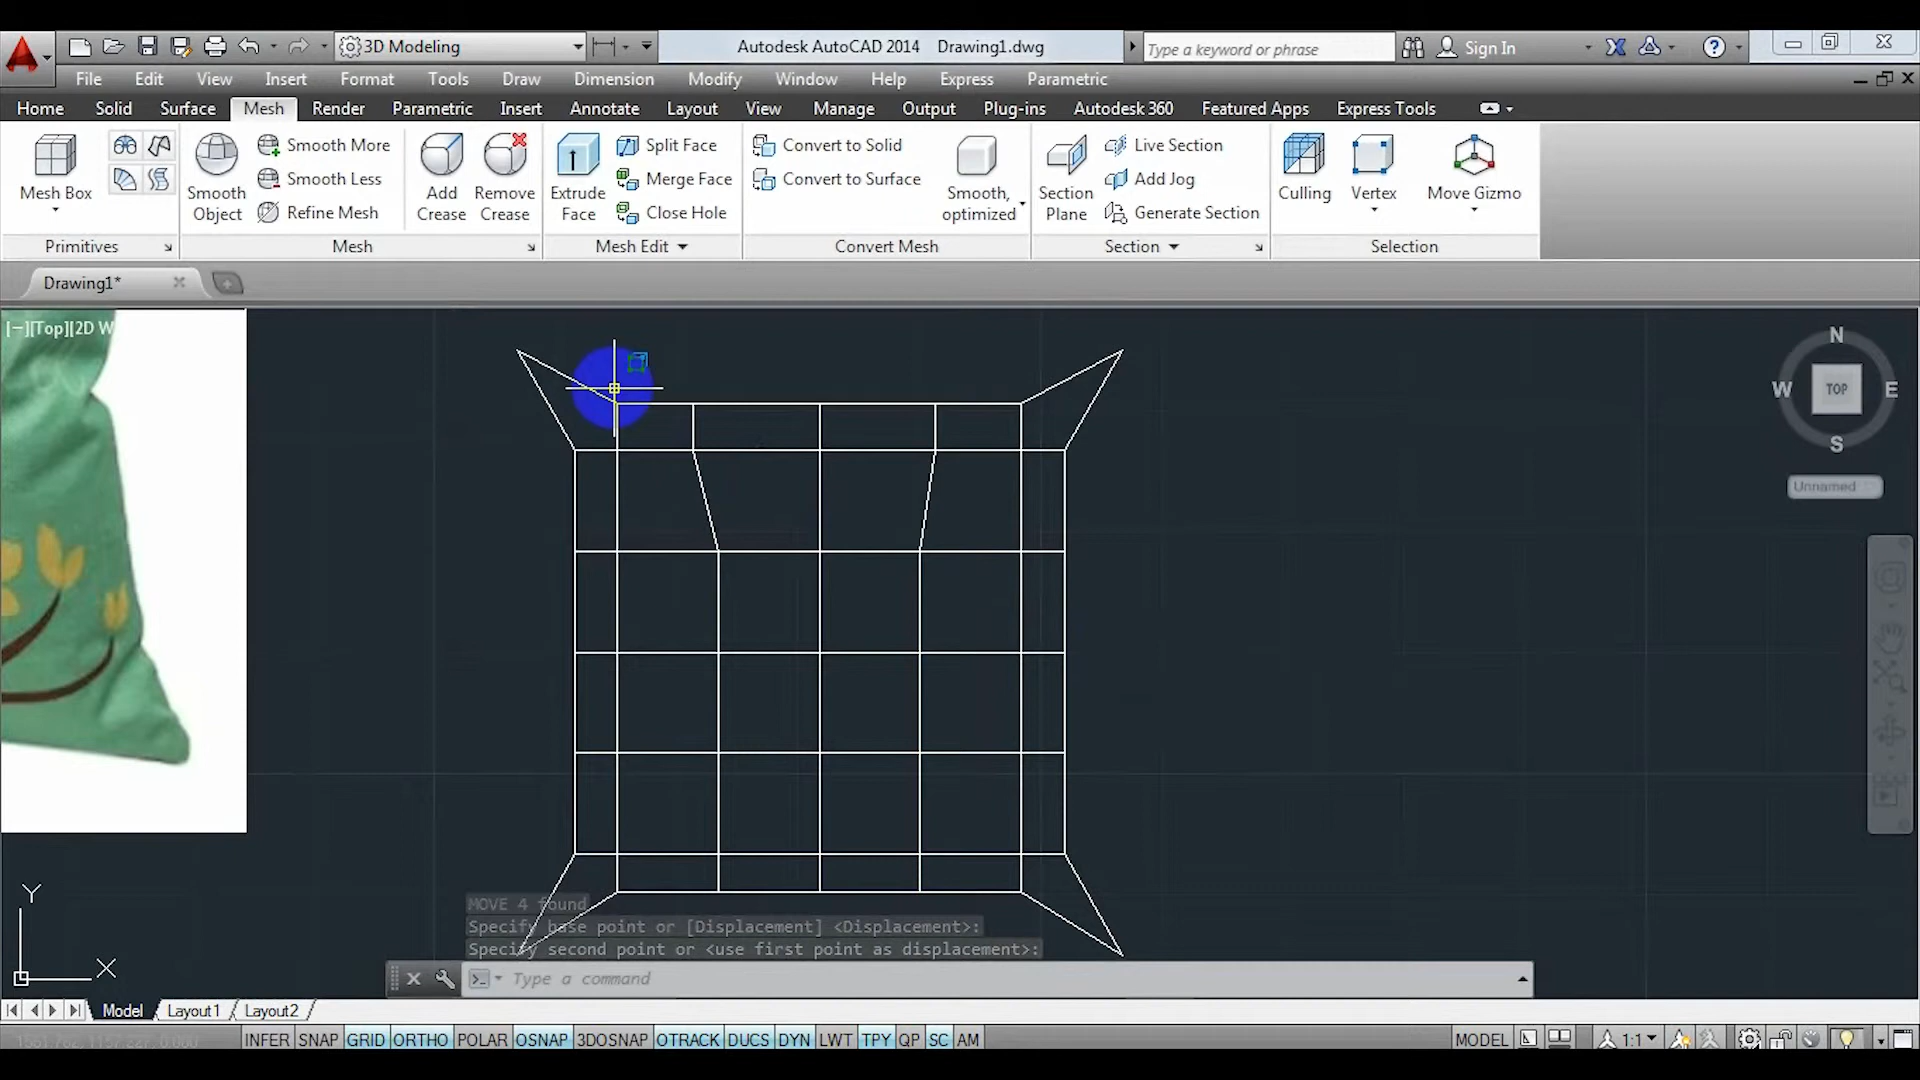 3D Modeling
Autodesk AutoCAD 2014 Drawing1.dwg
Type a keyword or phrase
Sign In
File Edit View Insert Format Tools Draw Dimension Modify Window Help Express Parametric
Home Solid Surface Mesh Render Parametric Insert Annotate Layout View Manage Output Plug-ins Autodesk 360 Featured Apps Express Tools
Mesh Box
Smooth Object
Smooth More
Smooth Less
Refine Mesh
Add Crease
Remove Crease
Extrude Face
Split Face
Merge Face
Close Hole
Convert to Solid
Convert to Surface
Smooth, optimized
Section Plane
Live Section
Add Jog
Generate Section
Culling
Vertex
Move Gizmo
Primitives Mesh Mesh Edit Convert Mesh Section Selection
Drawing1*
[−][Top][2D W
N
W TOP E
S
Unnamed
Y
X
MOVE 4 found
Specify base point or [Displacement] <Displacement>:
Specify second point or <use first point as displacement>:
Type a command
Model Layout1 Layout2
INFER SNAP GRID ORTHO POLAR OSNAP 3DOSNAP OTRACK DUCS DYN LWT TPY QP SC AM
MODEL 1:1